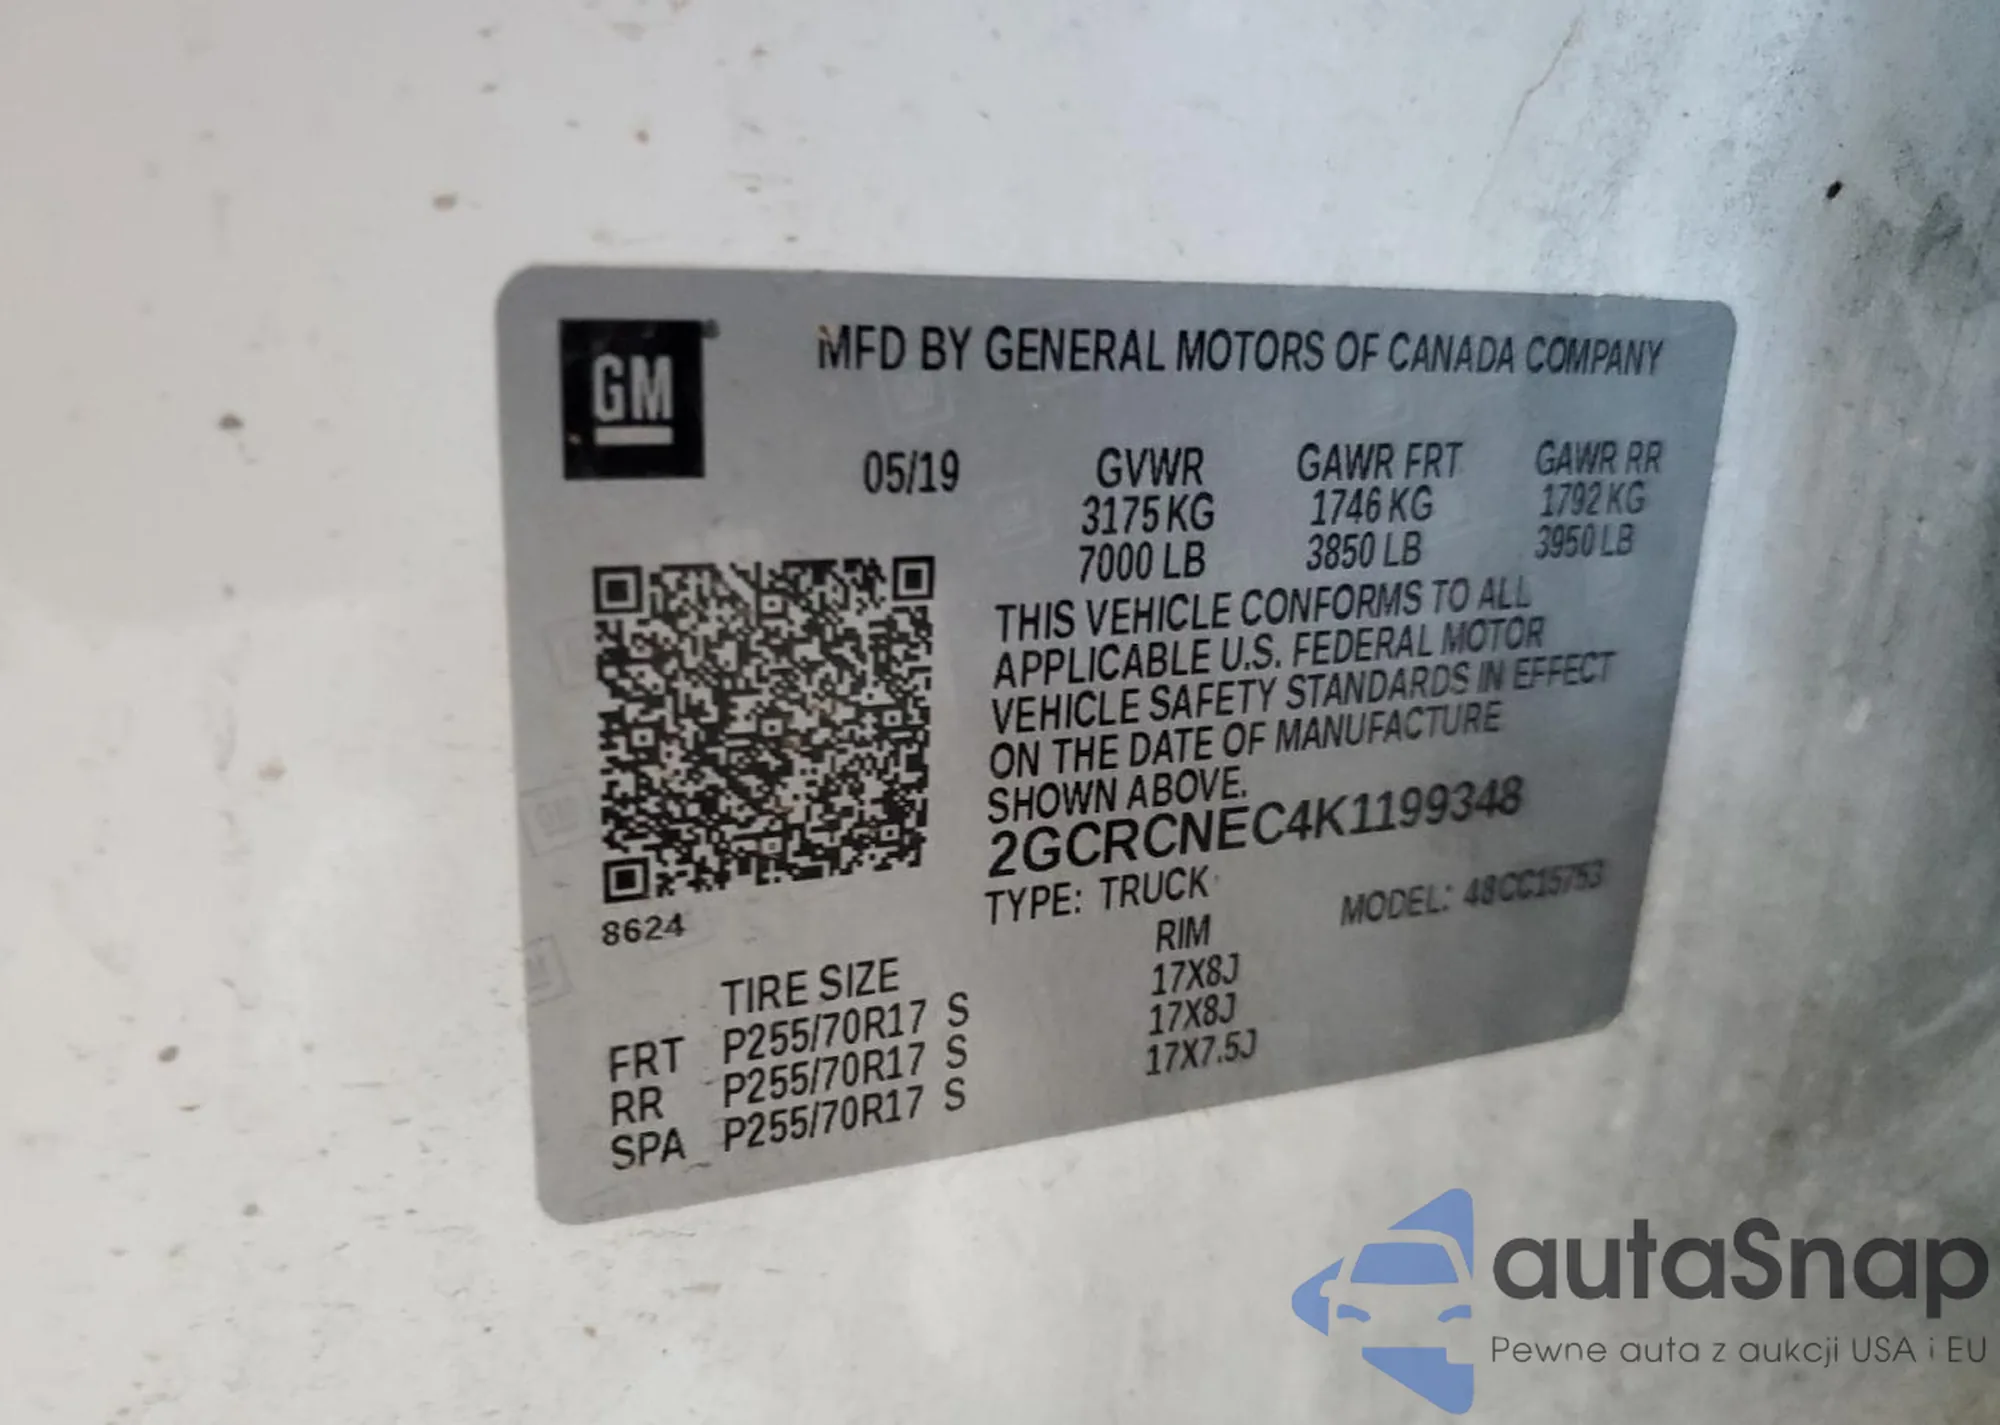 GM
MFD BY GENERAL MOTORS OF CANADA COMPANY
05/19
GVWR GAWR FRT GAWR RR
3175 KG 1746 KG 1792 KG
7000 LB 3850 LB 3950 LB
THIS VEHICLE CONFORMS TO ALL
APPLICABLE U.S. FEDERAL MOTOR
VEHICLE SAFETY STANDARDS IN EFFECT
ON THE DATE OF MANUFACTURE
SHOWN ABOVE.
2GCRCNEC4K1199348
TYPE: TRUCK MODEL: 48CC15753
8624
TIRE SIZE RIM
FRT P255/70R17 S 17X8J
RR P255/70R17 S 17X8J
SPA P255/70R17 S 17X7.5J
autaSnap
Pewne auta z aukcji USA i EU